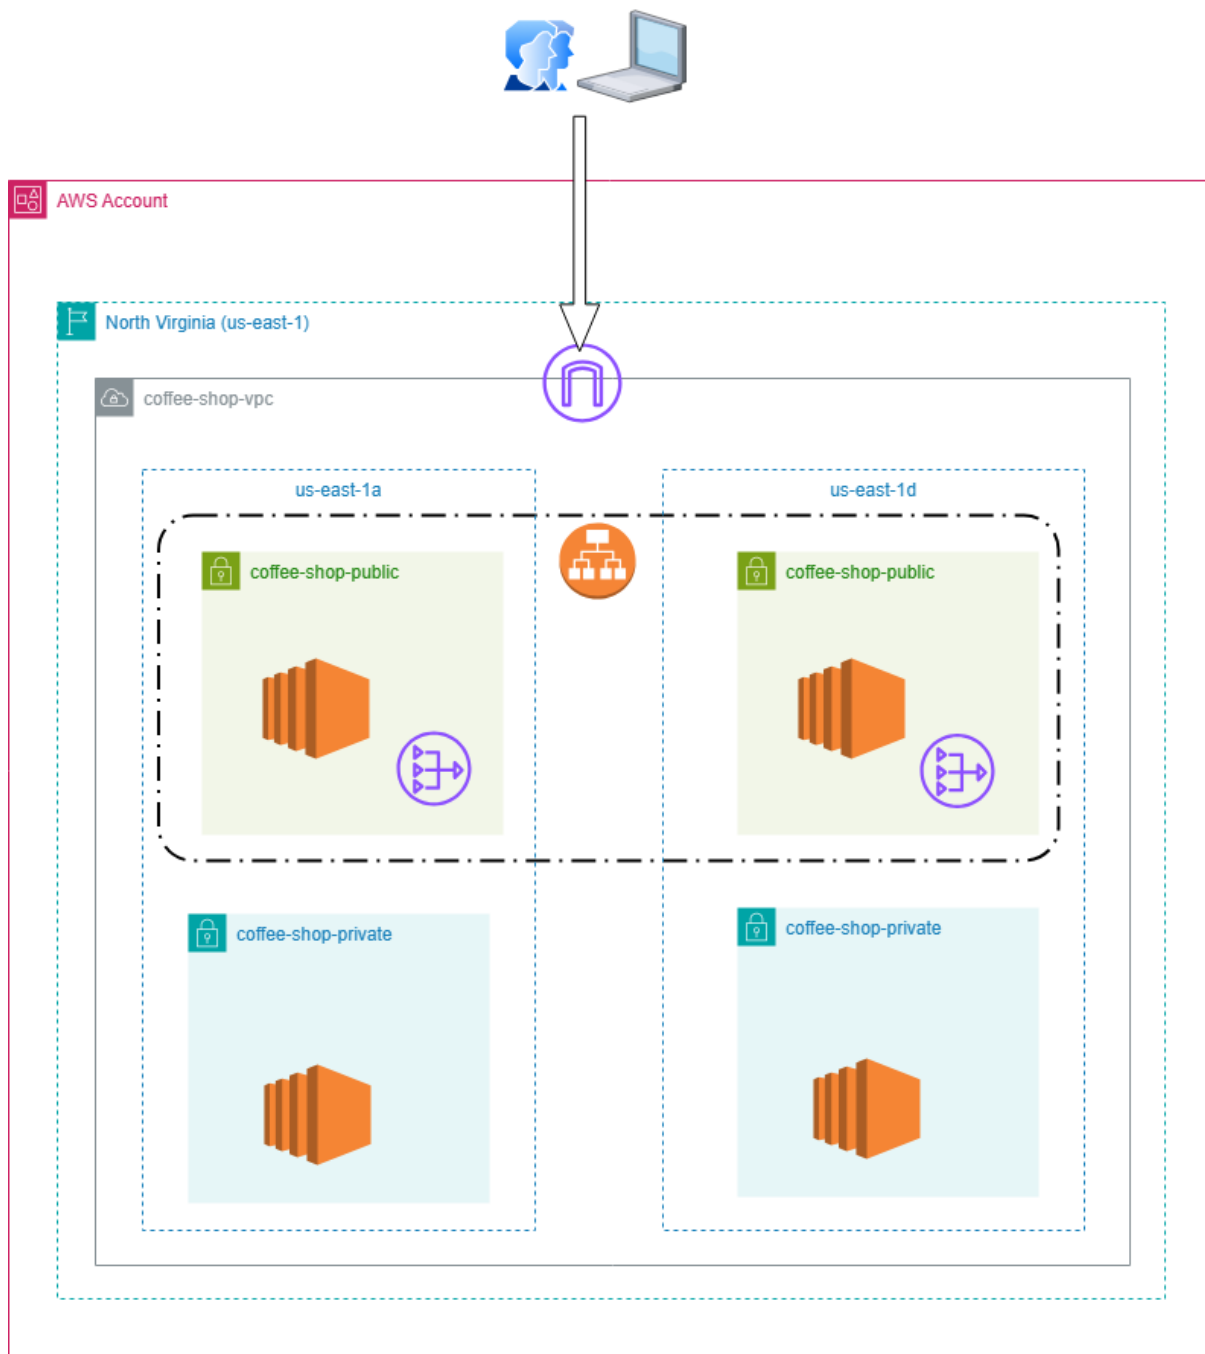 AWS Account
North Virginia (us-east-1)
coffee-shop-vpc
us-east-1a
us-east-1d
coffee-shop-public
coffee-shop-public
coffee-shop-private
coffee-shop-private